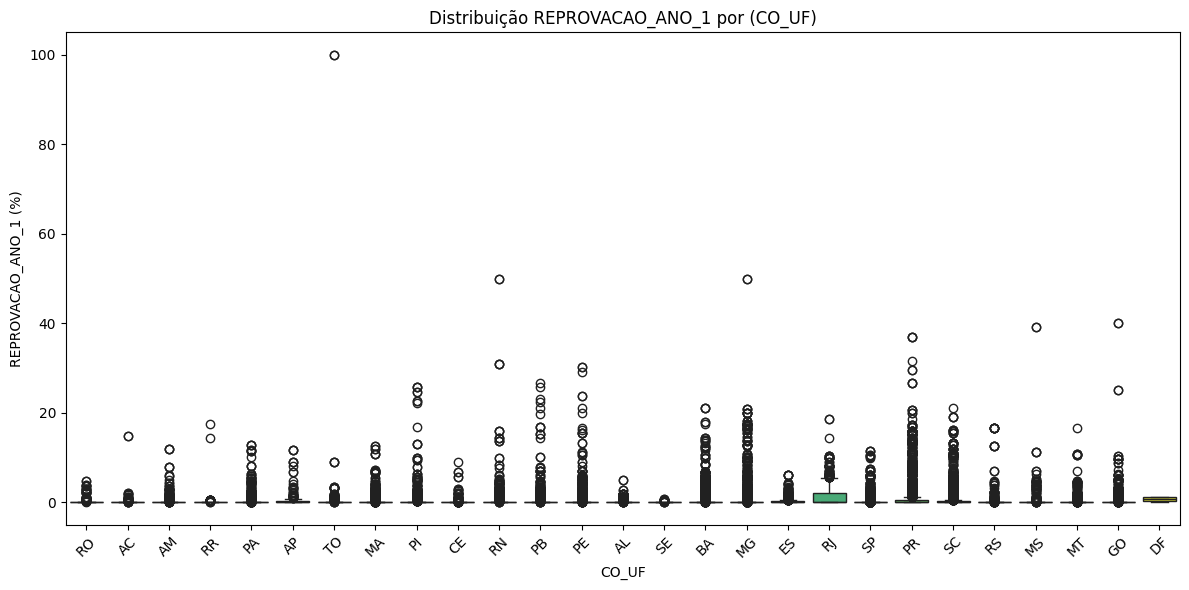 Distribuição REPROVACAO_ANO_1 por (CO_UF)
REPROVACAO_ANO_1 (%)
100
80
60
40
20
0
RO AC AM RR PA AP TO MA PI CE RN PB PE AL SE BA MG ES RJ SP PR SC RS MS MT GO DF
CO_UF